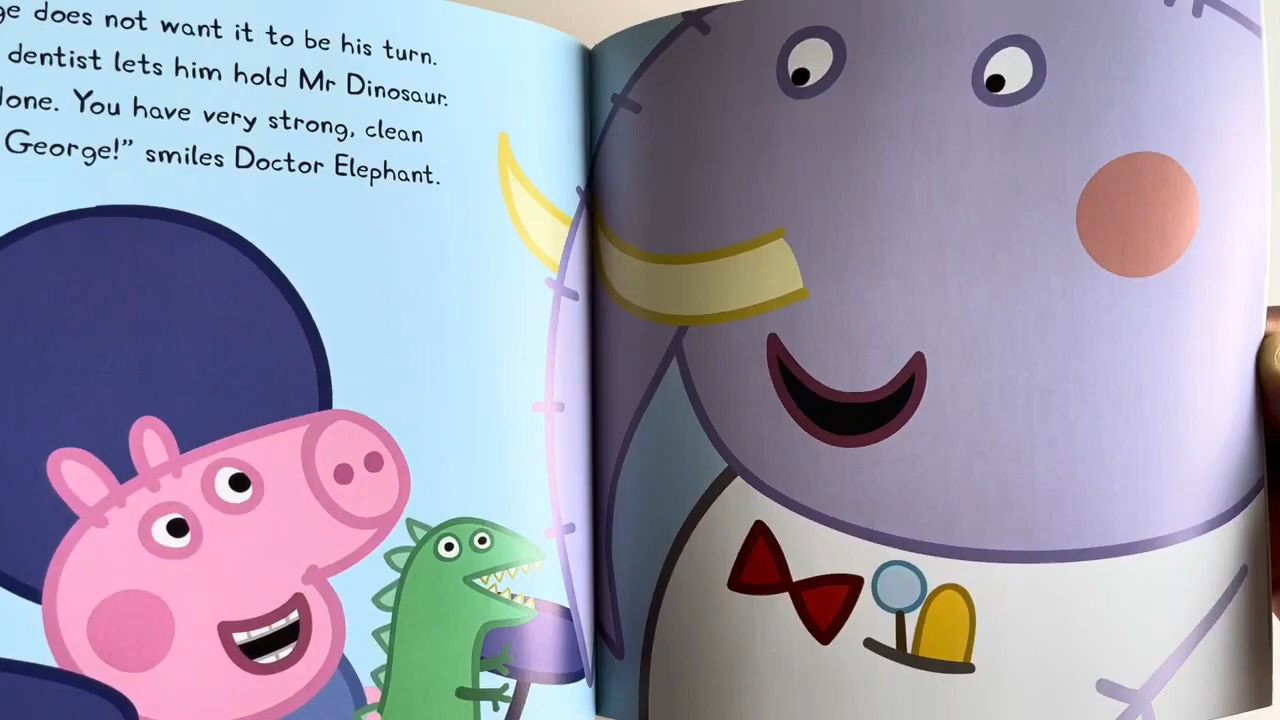 does not want it to be his turn.
dentist lets him hold Mr Dinosaur.
You have very strong, clean
George!" smiles Doctor Elephant.